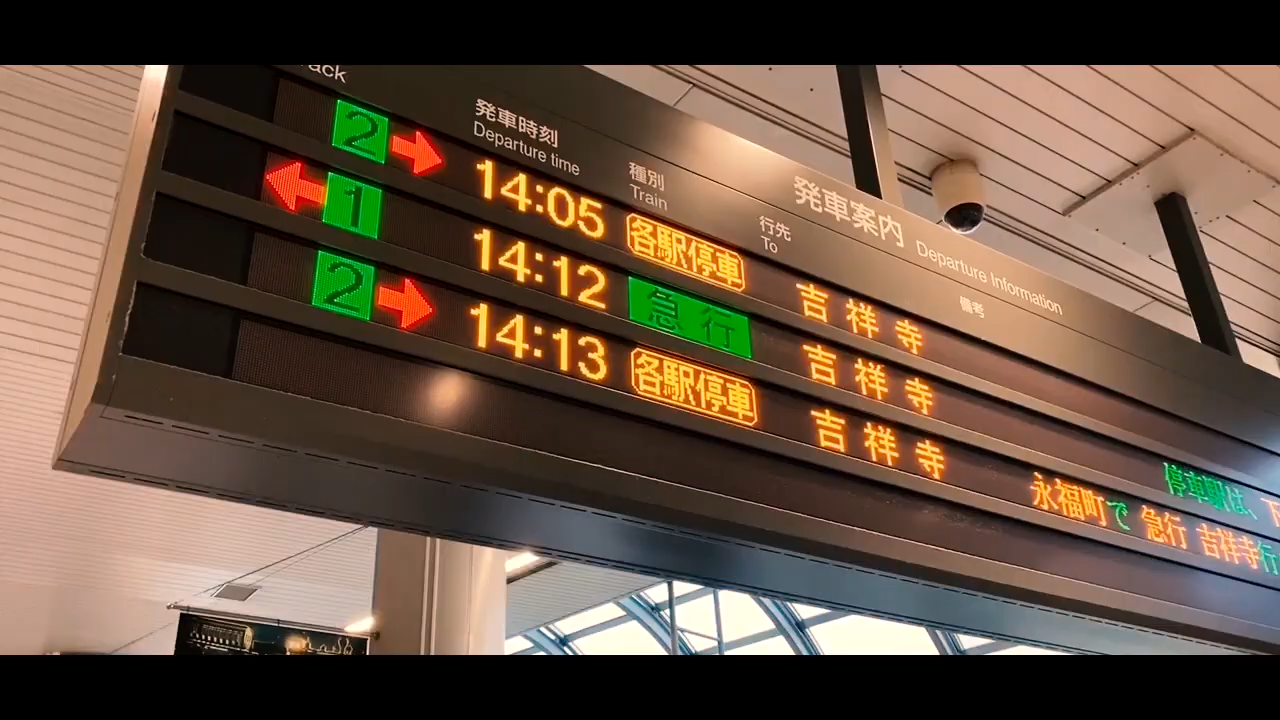 発車案内 Departure Information
発車時刻 種別 行先 備考
ack Departure time Train To
2 14:05 各駅停車 吉祥寺
1 14:12 急行 吉祥寺 停車駅は、下
2 14:13 各駅停車 吉祥寺 永福町で 急行 吉祥寺行